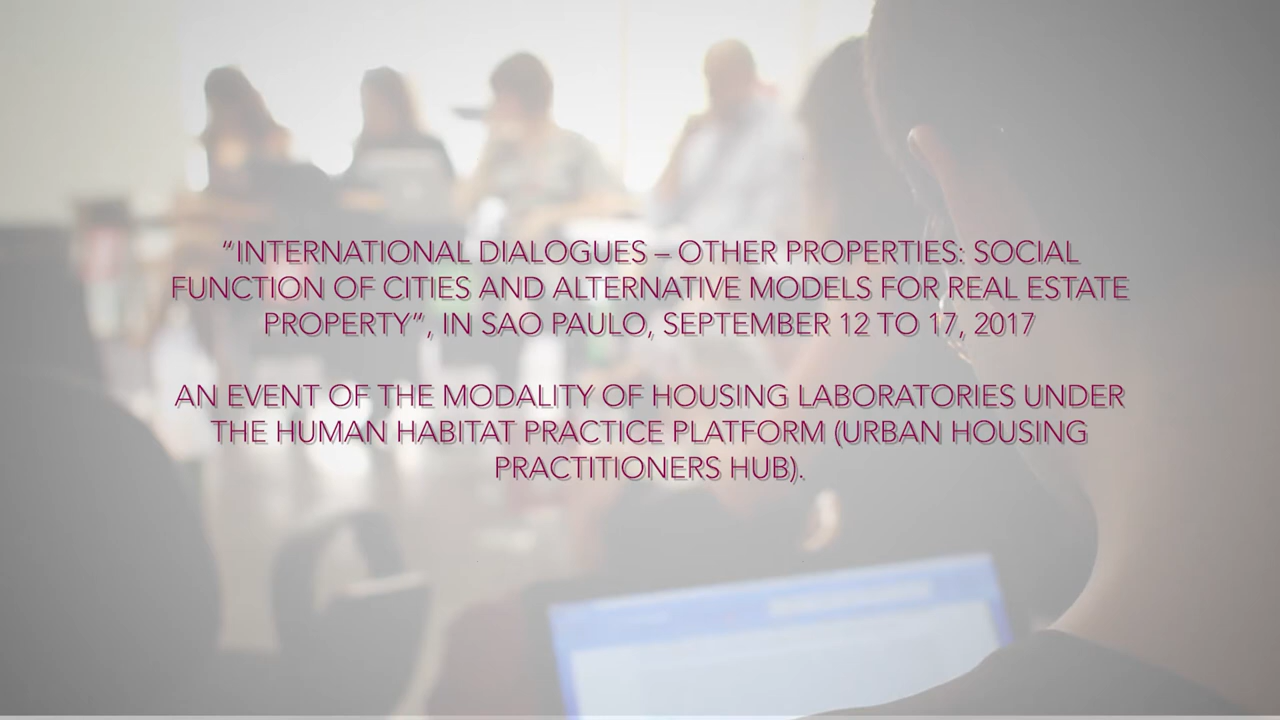 “INTERNATIONAL DIALOGUES – OTHER PROPERTIES: SOCIAL
FUNCTION OF CITIES AND ALTERNATIVE MODELS FOR REAL ESTATE
PROPERTY”, IN SAO PAULO, SEPTEMBER 12 TO 17, 2017
AN EVENT OF THE MODALITY OF HOUSING LABORATORIES UNDER
THE HUMAN HABITAT PRACTICE PLATFORM (URBAN HOUSING
PRACTITIONERS HUB).